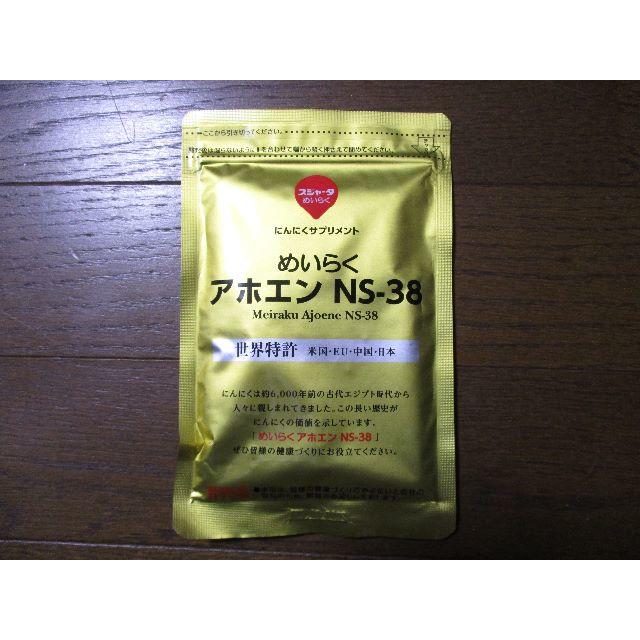 ここから引き切ってください。
スジャータ
めいらく
にんにくサプリメント
めいらく
アホエン NS-38
Meiraku Ajoene NS-38
世界特許 米国・EU・中国・日本
にんにくは約6,000年前の古代エジプト時代から
人々に親しまれてきました。この長い歴史が
にんにくの価値を示しています。
「めいらくアホエン NS-38」
ぜひ皆様の健康づくりにお役立てください。